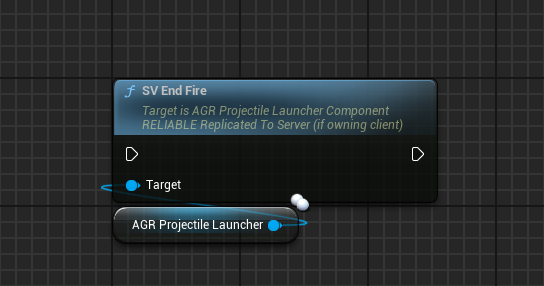 SV End Fire
Target is AGR Projectile Launcher Component
RELIABLE Replicated To Server (if owning client)
Target
AGR Projectile Launcher